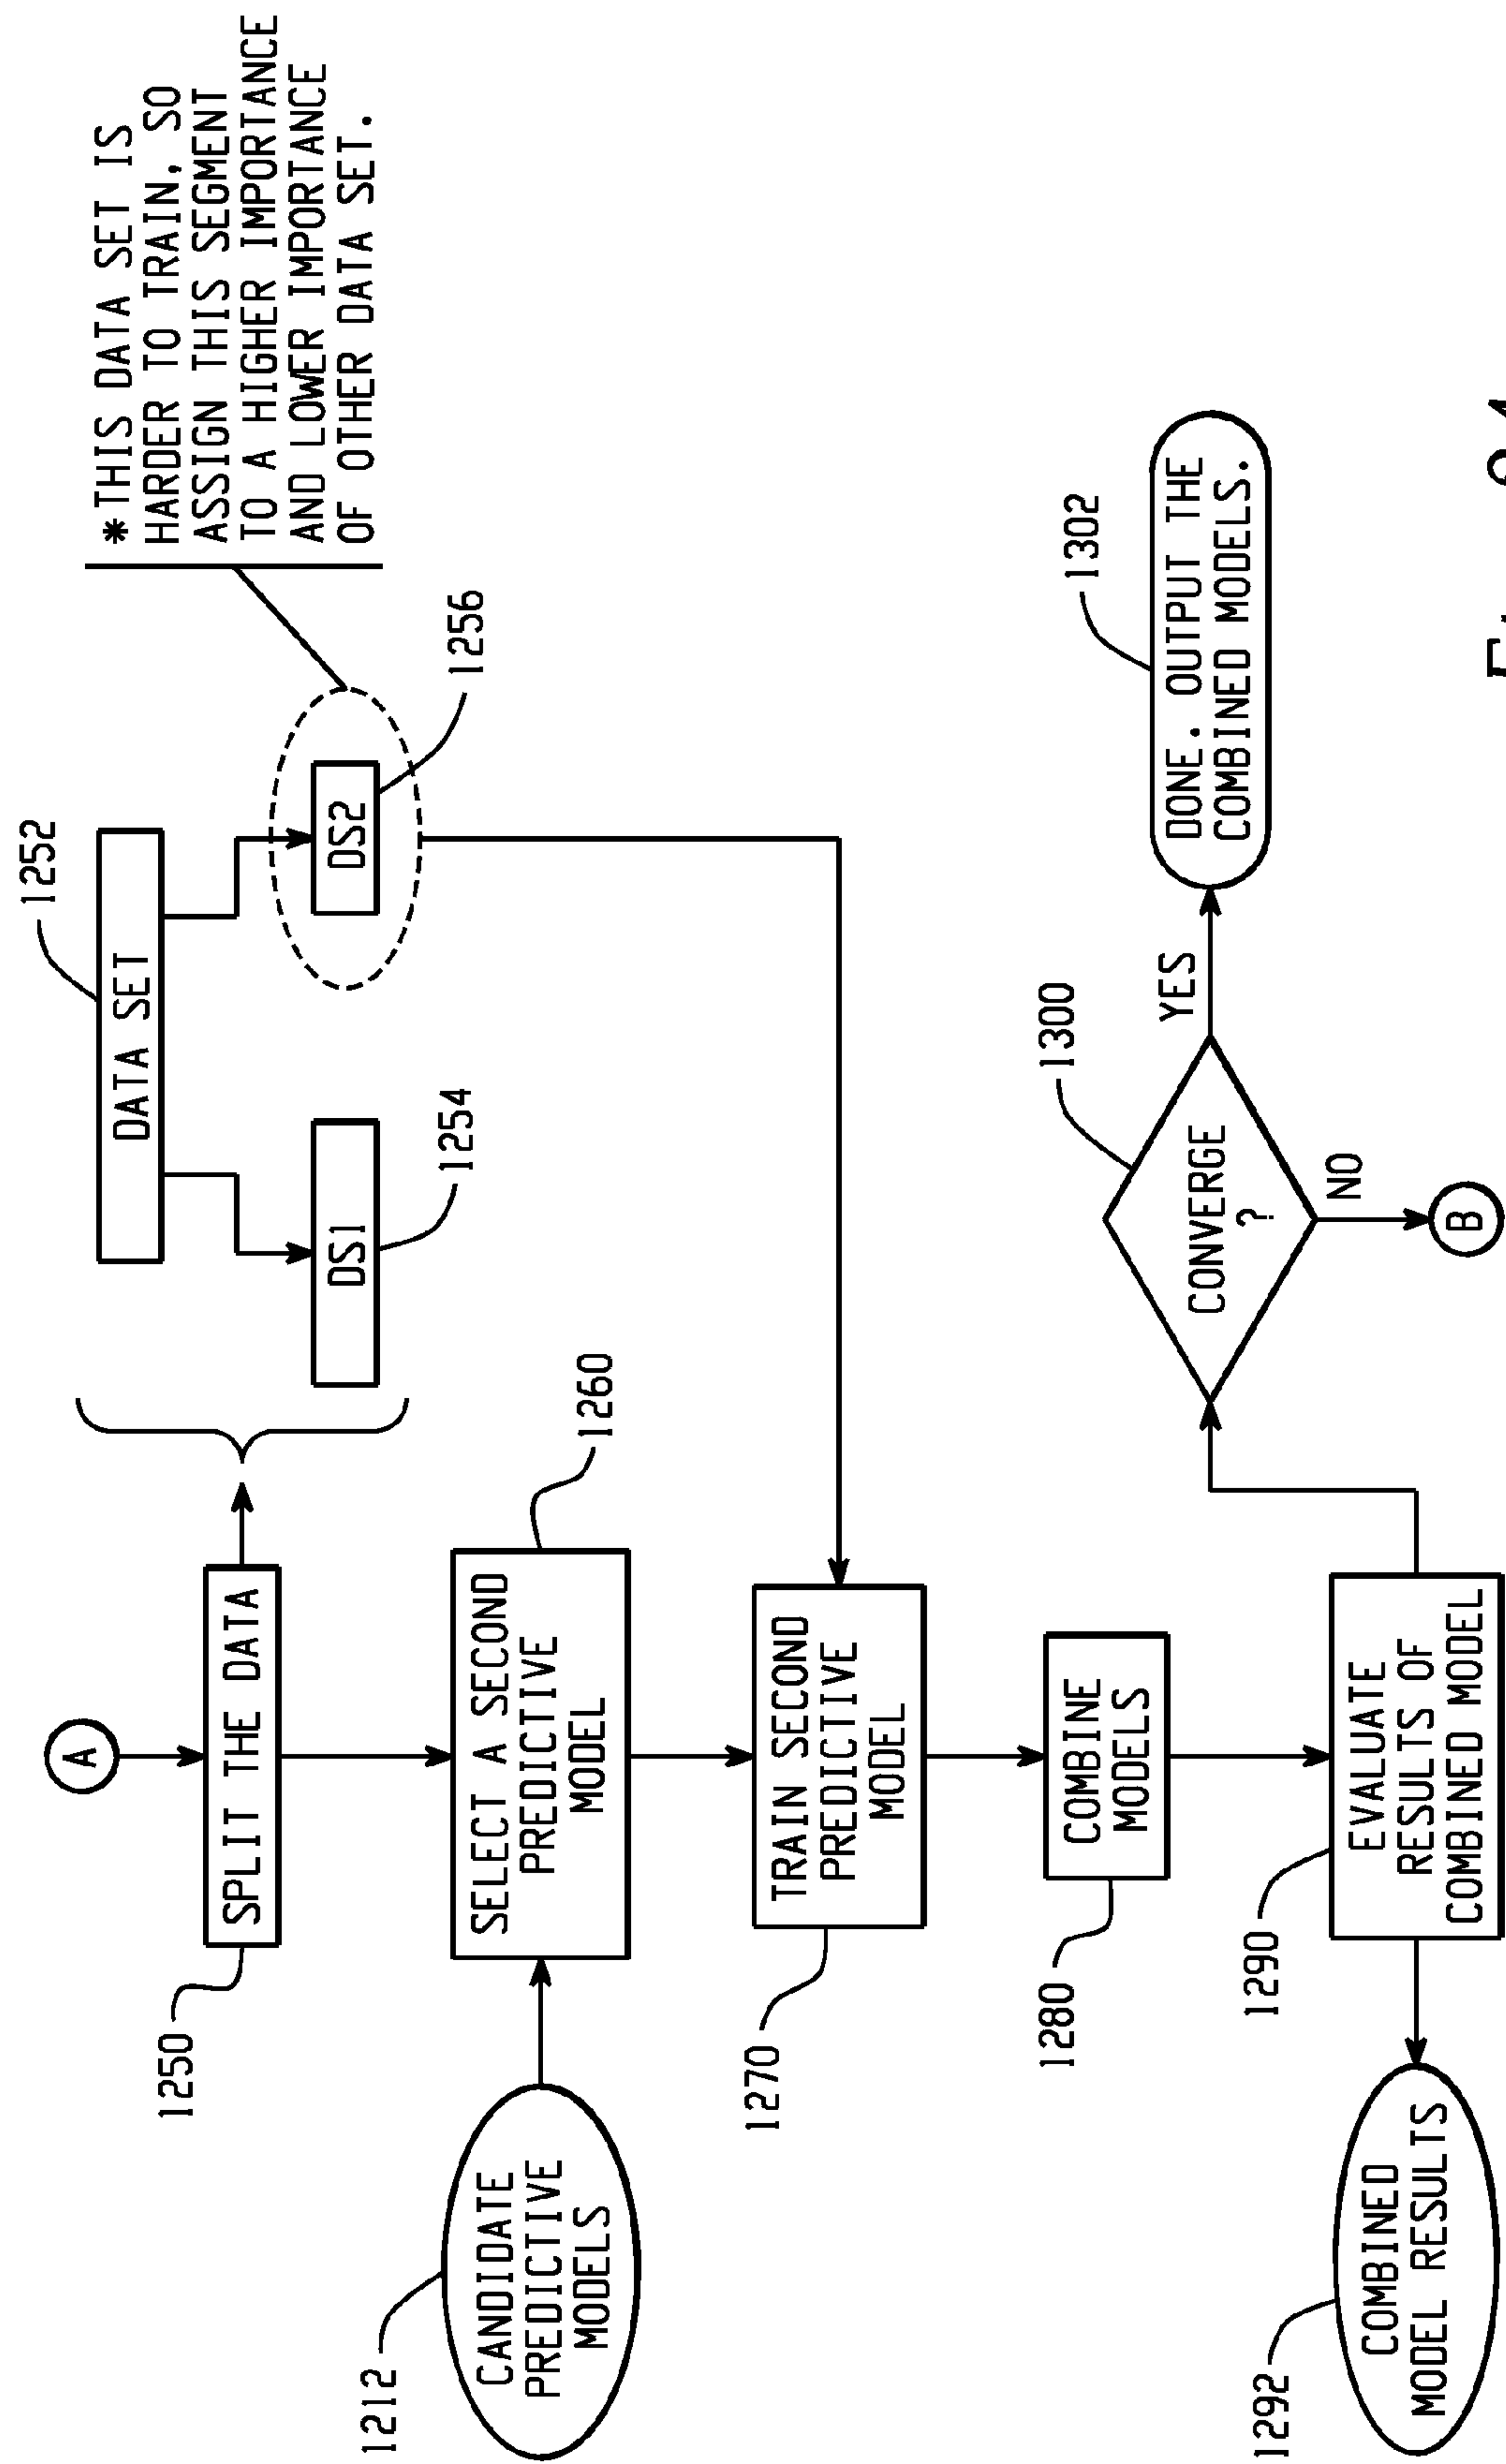 A
1250
SPLIT THE DATA
1252
DATA SET
DS1
1254
DS2
1256
*THIS DATA SET IS
HARDER TO TRAIN, SO
ASSIGN THIS SEGMENT
TO A HIGHER IMPORTANCE
AND LOWER IMPORTANCE
OF OTHER DATA SET.
1212
CANDIDATE
PREDICTIVE
MODELS
SELECT A SECOND
PREDICTIVE
MODEL
1260
1270
TRAIN SECOND
PREDICTIVE
MODEL
1280
COMBINE
MODELS
1290
EVALUATE
RESULTS OF
COMBINED MODEL
1292
COMBINED
MODEL RESULTS
1300
CONVERGE
?
YES
NO
B
1302
DONE. OUTPUT THE
COMBINED MODELS.